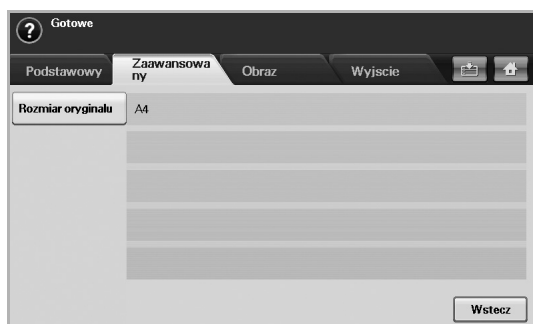 ? Gotowe
Podstawowy
Zaawansowa
ny
Obraz
Wyjscie
Rozmiar oryginalu
A4
Wstecz